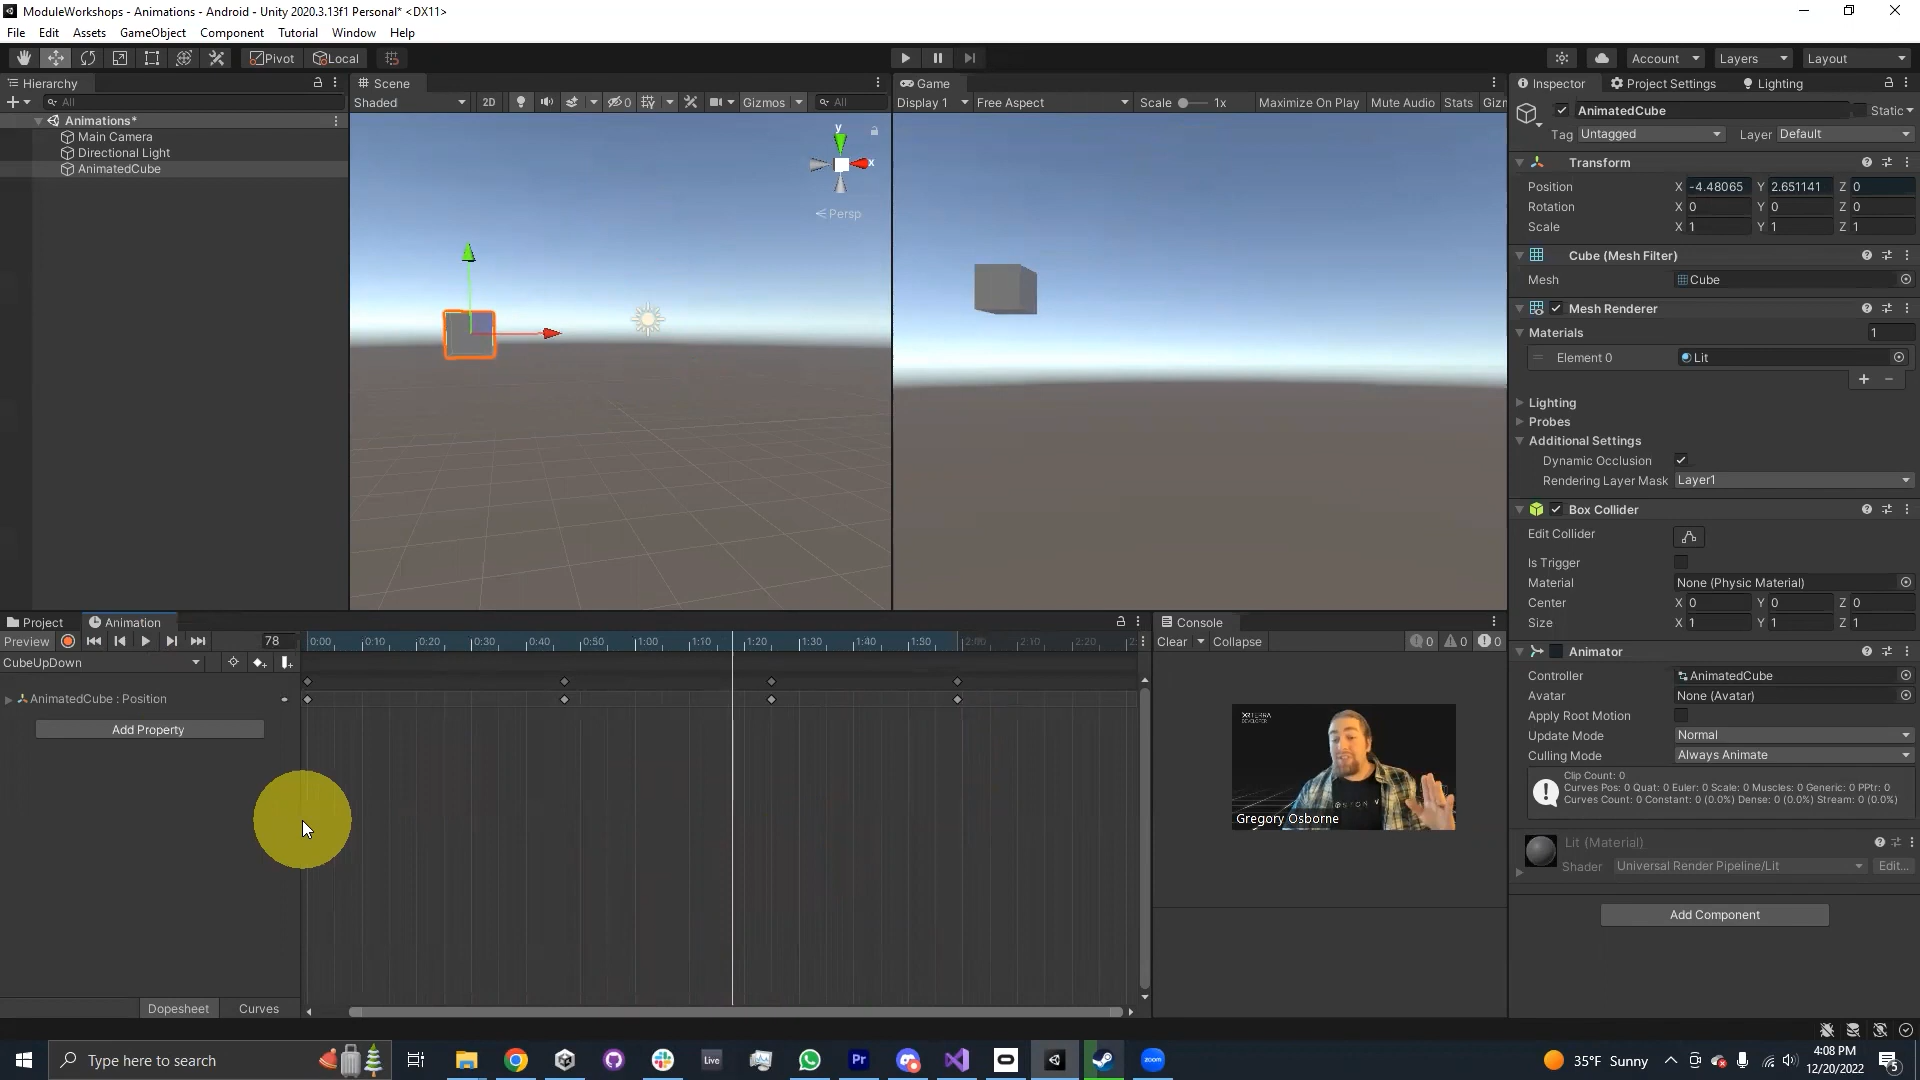 ModuleWorkshops - Animations - Android - Unity 2020.3.13f1 Personal* <DX11>
File Edit Assets GameObject Component Tutorial Window Help
Pivot Local Account Layers Layout
Hierarchy
All
Animations*
Main Camera
Directional Light
AnimatedCube
Scene
Shaded 2D 0 Gizmos All
y
x
Persp
Game
Display 1 Free Aspect Scale 1x Maximize On Play Mute Audio Stats Giz
Inspector Project Settings Lighting
AnimatedCube Static
Tag Untagged Layer Default
Transform
Position X -4.48065 Y 2.651141 Z 0
Rotation X 0 Y 0 Z 0
Scale X 1 Y 1 Z 1
Cube (Mesh Filter)
Mesh Cube
Mesh Renderer
Materials 1
Element 0 Lit
Lighting
Probes
Additional Settings
Dynamic Occlusion
Rendering Layer Mask Layer1
Box Collider
Edit Collider
Is Trigger
Material None (Physic Material)
Center X 0 Y 0 Z 0
Size X 1 Y 1 Z 1
Animator
Controller AnimatedCube
Avatar None (Avatar)
Apply Root Motion
Update Mode Normal
Culling Mode Always Animate
Clip Count: 0
Curves Pos: 0 Quat: 0 Euler: 0 Scale: 0 Muscles: 0 Generic: 0 PPtr: 0
Curves Count: 0 Constant: 0 (0.0%) Dense: 0 (0.0%) Stream: 0 (0.0%)
Lit (Material)
Shader Universal Render Pipeline/Lit Edit...
Add Component
Project Animation
Preview 78 0:00 0:10 0:20 0:30 0:40 0:50 1:00 1:10 1:20 1:30 1:40 1:50 2:00 2:10 2:20
CubeUpDown
AnimatedCube : Position
Add Property
Dopesheet Curves
Console
Clear Collapse 0 0 0
XRTERRA
DEVELOPER
Gregory Osborne
Type here to search
Live
Pr
zoom
35°F Sunny
4:08 PM
12/20/2022
5